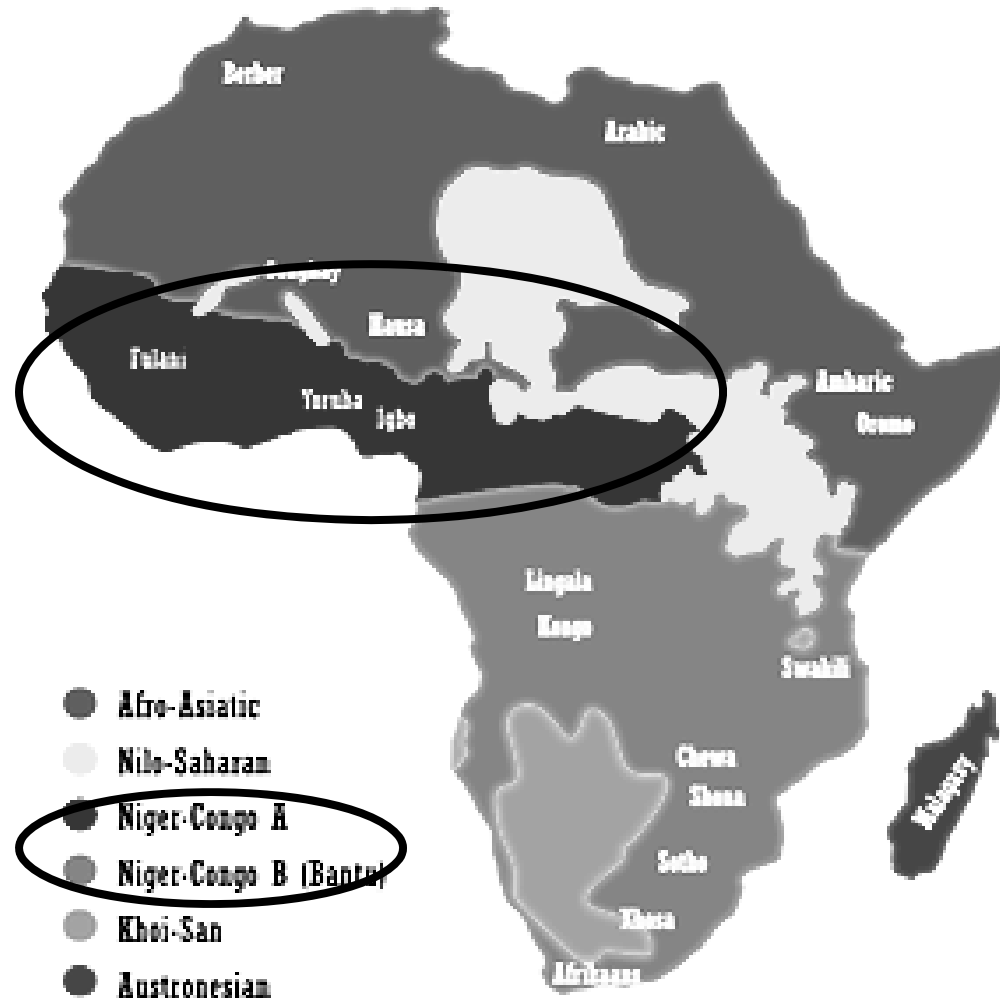 Berber
Arabic
Hausa
Fulani
Yoruba
Igbo
Amharic
Oromo
Lingala
Kongo
Swahili
Chewa
Shona
Sotho
Xhosa
Afrikaans
Malagasy
Afro-Asiatic
Nilo-Saharan
Niger-Congo A
Niger-Congo B (Bantu)
Khoi-San
Austronesian